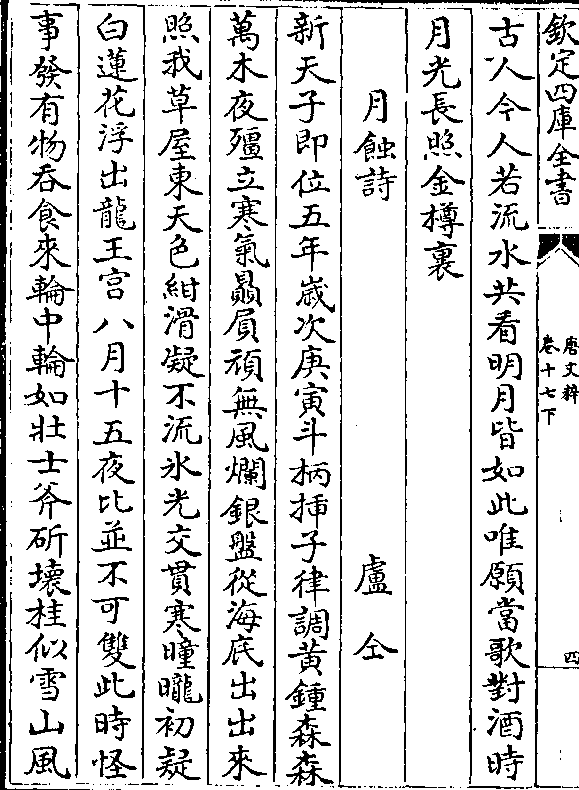 欽定四庫全書
唐文粹
卷十七下
四
古人今人若流水共看明月皆如此唯願當歌對酒時
月光長照金樽裏
月蝕詩
盧仝
新天子即位五年嵗次庚寅斗柄挿子律調黃鍾森森
萬木夜殭立寒氣贔屓頑無風爛銀盤從海底出出來
照我草屋東天色紺滑凝不流氷光交貫寒曈曨初疑
白蓮花浮出龍王宫八月十五夜比並不可雙此時怪
事發有物吞食來輪中輪如壯士斧斫壊桂似雪山風